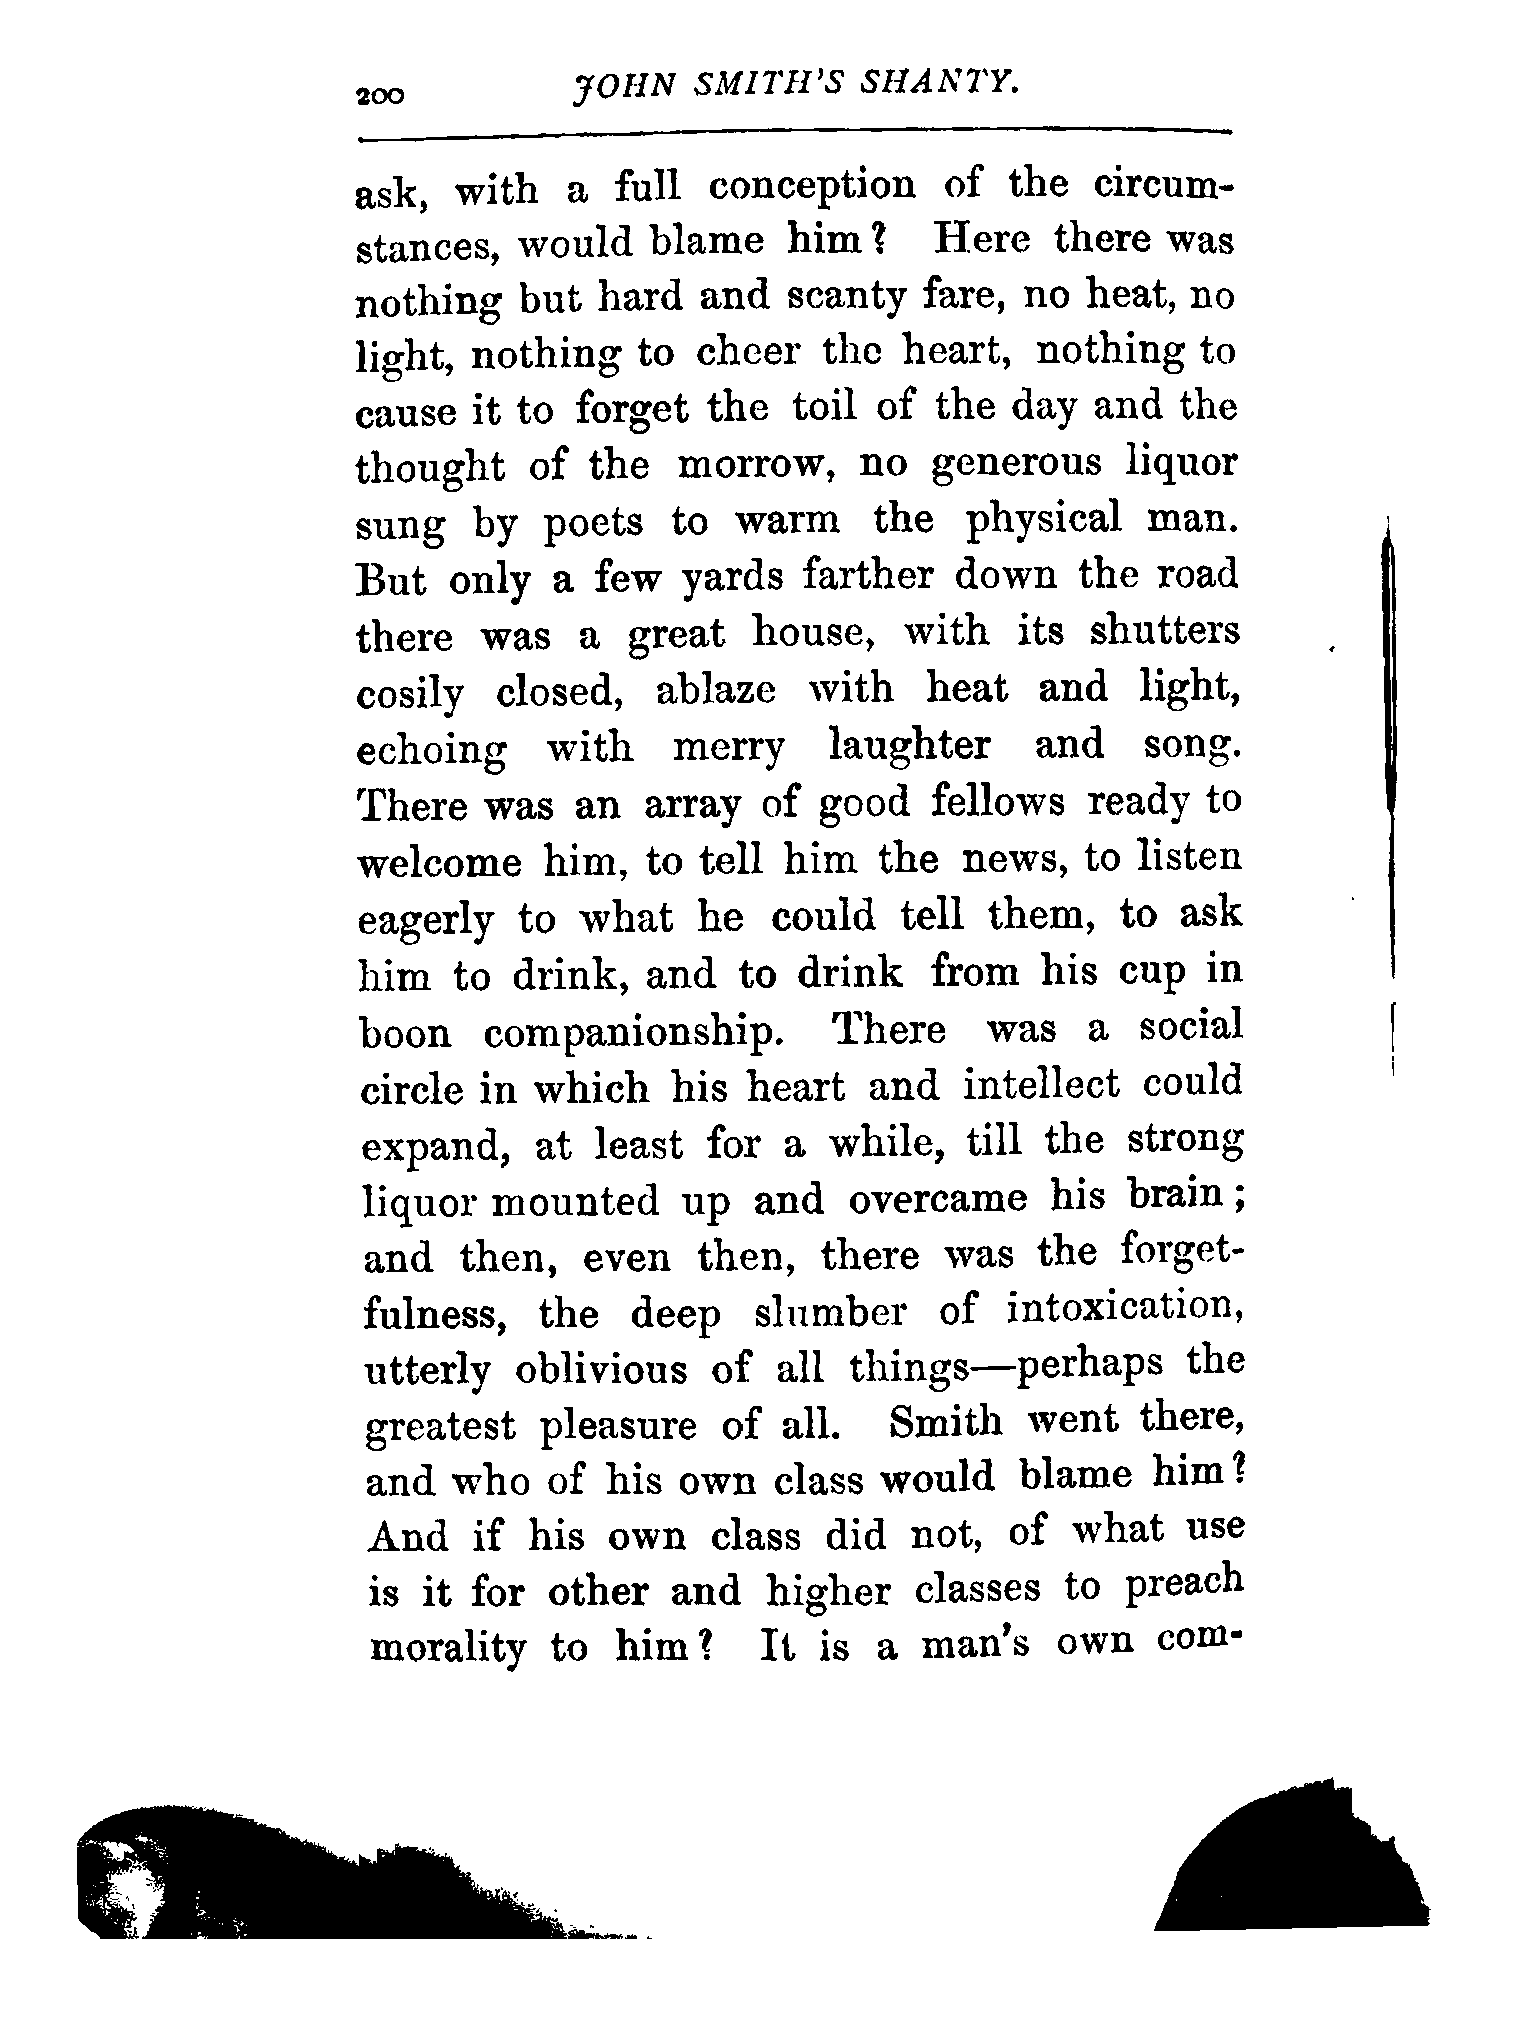 200 JOHN SMITH'S SHANTY.
ask, with a full conception of the circum-
stances, would blame him? Here there was
nothing but hard and scanty fare, no heat, no
light, nothing to cheer the heart, nothing to
cause it to forget the toil of the day and the
thought of the morrow, no generous liquor
sung by poets to warm the physical man.
But only a few yards farther down the road
there was a great house, with its shutters
cosily closed, ablaze with heat and light,
echoing with merry laughter and song.
There was an array of good fellows ready to
welcome him, to tell him the news, to listen
eagerly to what he could tell them, to ask
him to drink, and to drink from his cup in
boon companionship. There was a social
circle in which his heart and intellect could
expand, at least for a while, till the strong
liquor mounted up and overcame his brain;
and then, even then, there was the forget-
fulness, the deep slumber of intoxication,
utterly oblivious of all things—perhaps the
greatest pleasure of all. Smith went there,
and who of his own class would blame him?
And if his own class did not, of what use
is it for other and higher classes to preach
morality to him? It is a man's own com-